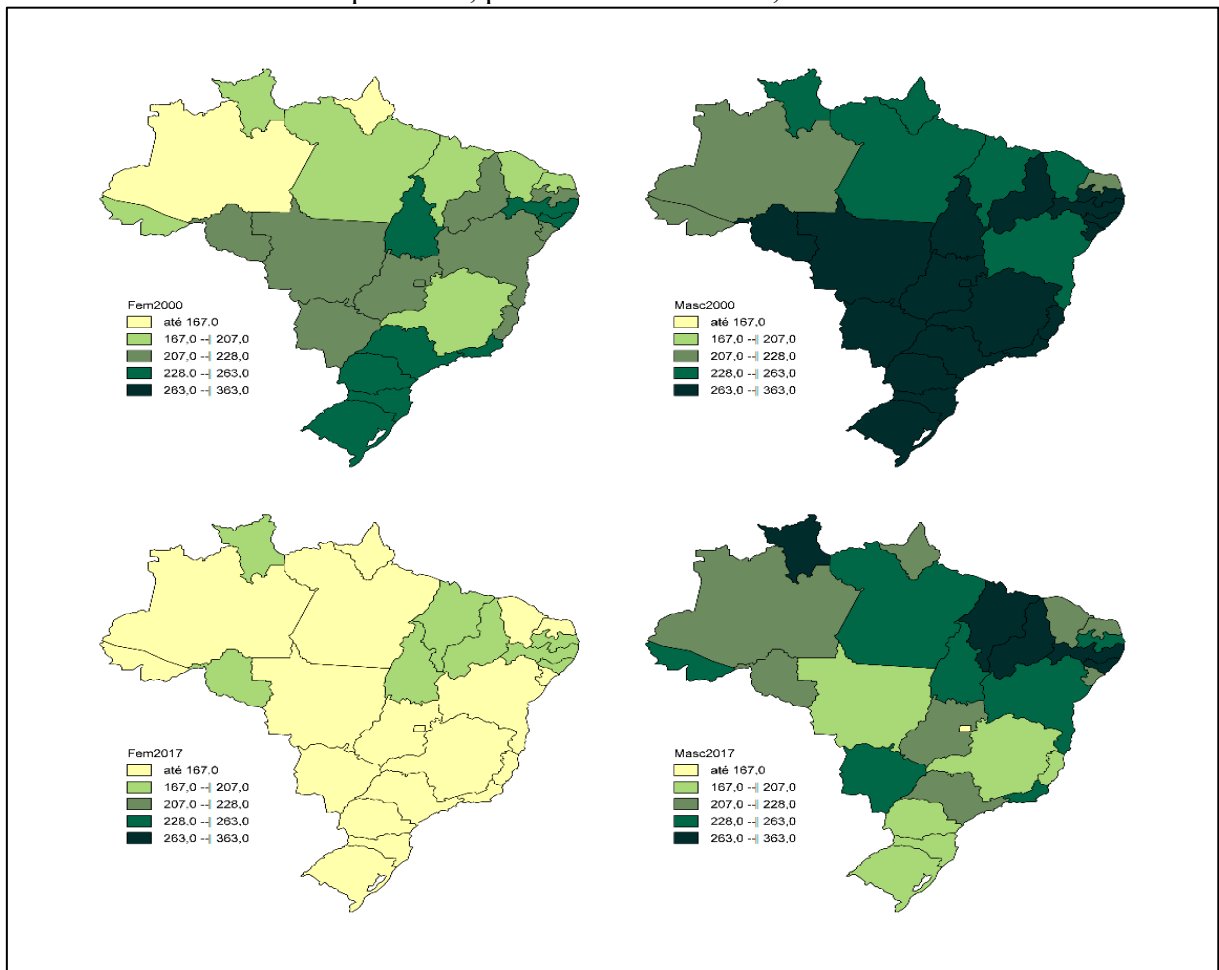 Fem2000
até 167,0
167,0 --| 207,0
207,0 --| 228,0
228,0 --| 263,0
263,0 --| 363,0
Masc2000
até 167,0
167,0 --| 207,0
207,0 --| 228,0
228,0 --| 263,0
263,0 --| 363,0
Fem2017
até 167,0
167,0 --| 207,0
207,0 --| 228,0
228,0 --| 263,0
263,0 --| 363,0
Masc2017
até 167,0
167,0 --| 207,0
207,0 --| 228,0
228,0 --| 263,0
263,0 --| 363,0